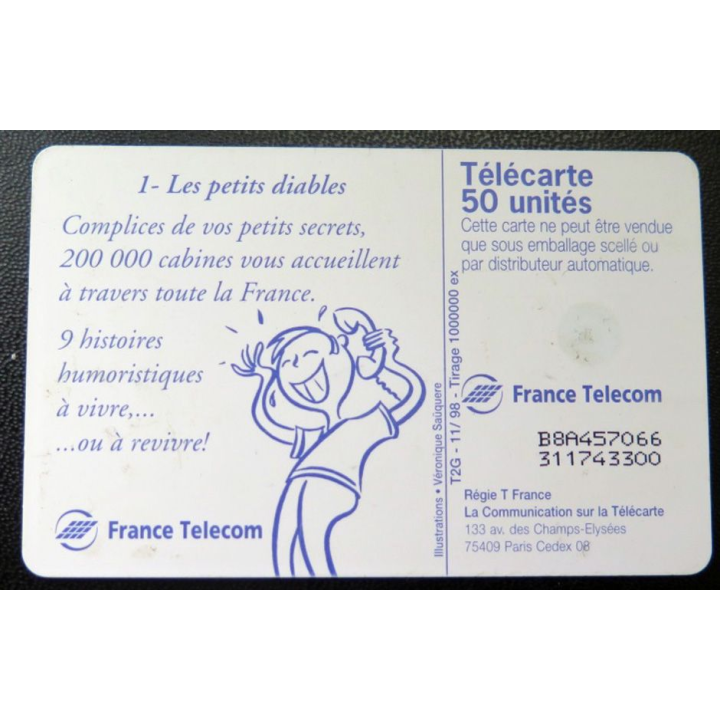 1- Les petits diables
Complices de vos petits secrets,
200 000 cabines vous accueillent
à travers toute la France.
9 histoires
humoristiques
à vivre,...
...ou à revivre!
France Telecom
Illustrations • Véronique Saüquere
T2G - 11/ 98 - Tirage 1000000 ex
Télécarte
50 unités
Cette carte ne peut être vendue
que sous emballage scellé ou
par distributeur automatique.
France Telecom
B8A457066
311743300
Régie T France
La Communication sur la Télécarte
133 av. des Champs-Elysées
75409 Paris Cedex 08